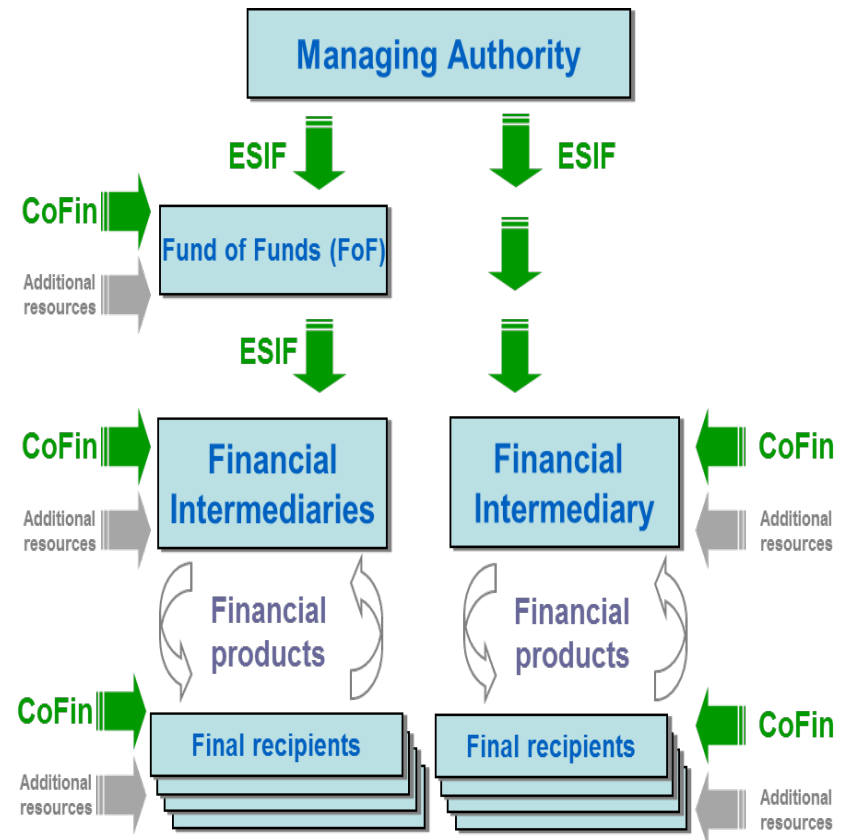 Managing Authority
ESIF
ESIF
CoFin
Fund of Funds (FoF)
Additional
resources
ESIF
CoFin
Financial
Intermediaries
Additional
resources
Financial
Intermediary
CoFin
Additional
resources
Financial
products
Financial
products
CoFin
Final recipients
Additional
resources
Final recipients
CoFin
Additional
resources